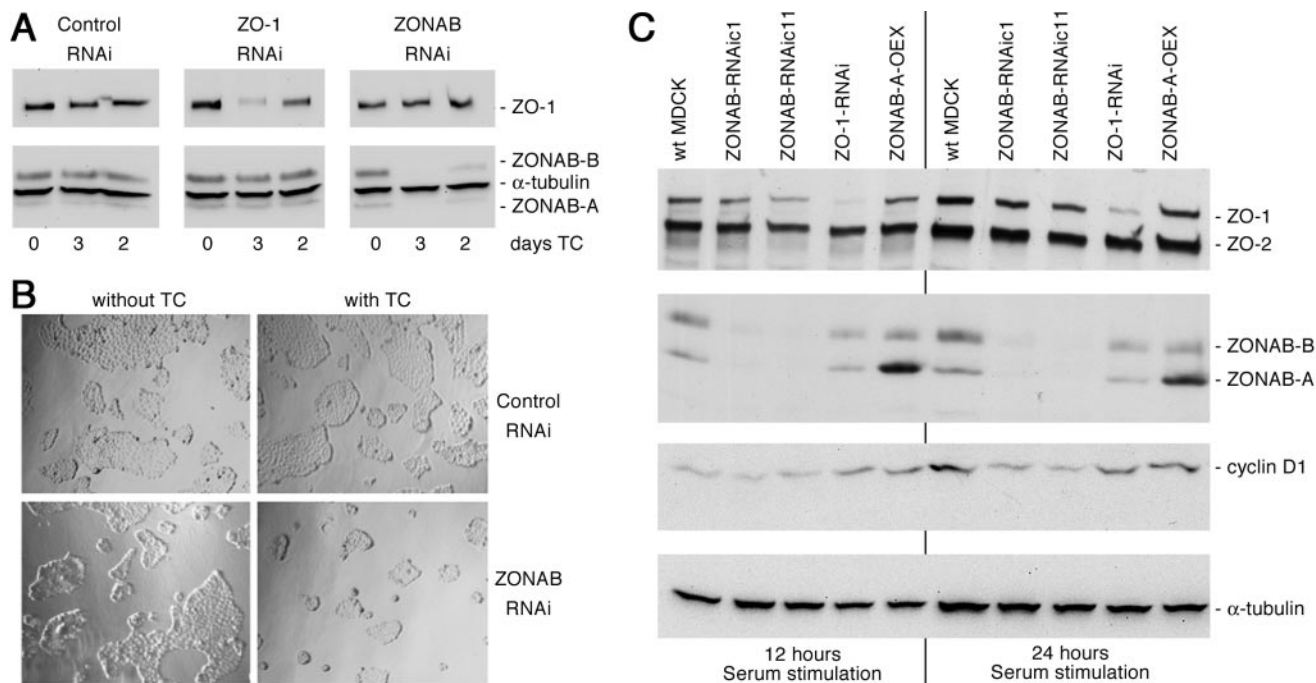 A
Control
RNAi
ZO-1
RNAi
ZONAB
RNAi
- ZO-1
- ZONAB-B
- α-tubulin
- ZONAB-A
0 3 2 0 3 2 0 3 2 days TC
B
without TC with TC
Control
RNAi
ZONAB
RNAi
C
wt MDCK
ZONAB-RNAic1
ZONAB-RNAic11
ZO-1-RNAi
ZONAB-A-OEX
wt MDCK
ZONAB-RNAic1
ZONAB-RNAic11
ZO-1-RNAi
ZONAB-A-OEX
- ZO-1
- ZO-2
- ZONAB-B
- ZONAB-A
- cyclin D1
- α-tubulin
12 hours
Serum stimulation
24 hours
Serum stimulation